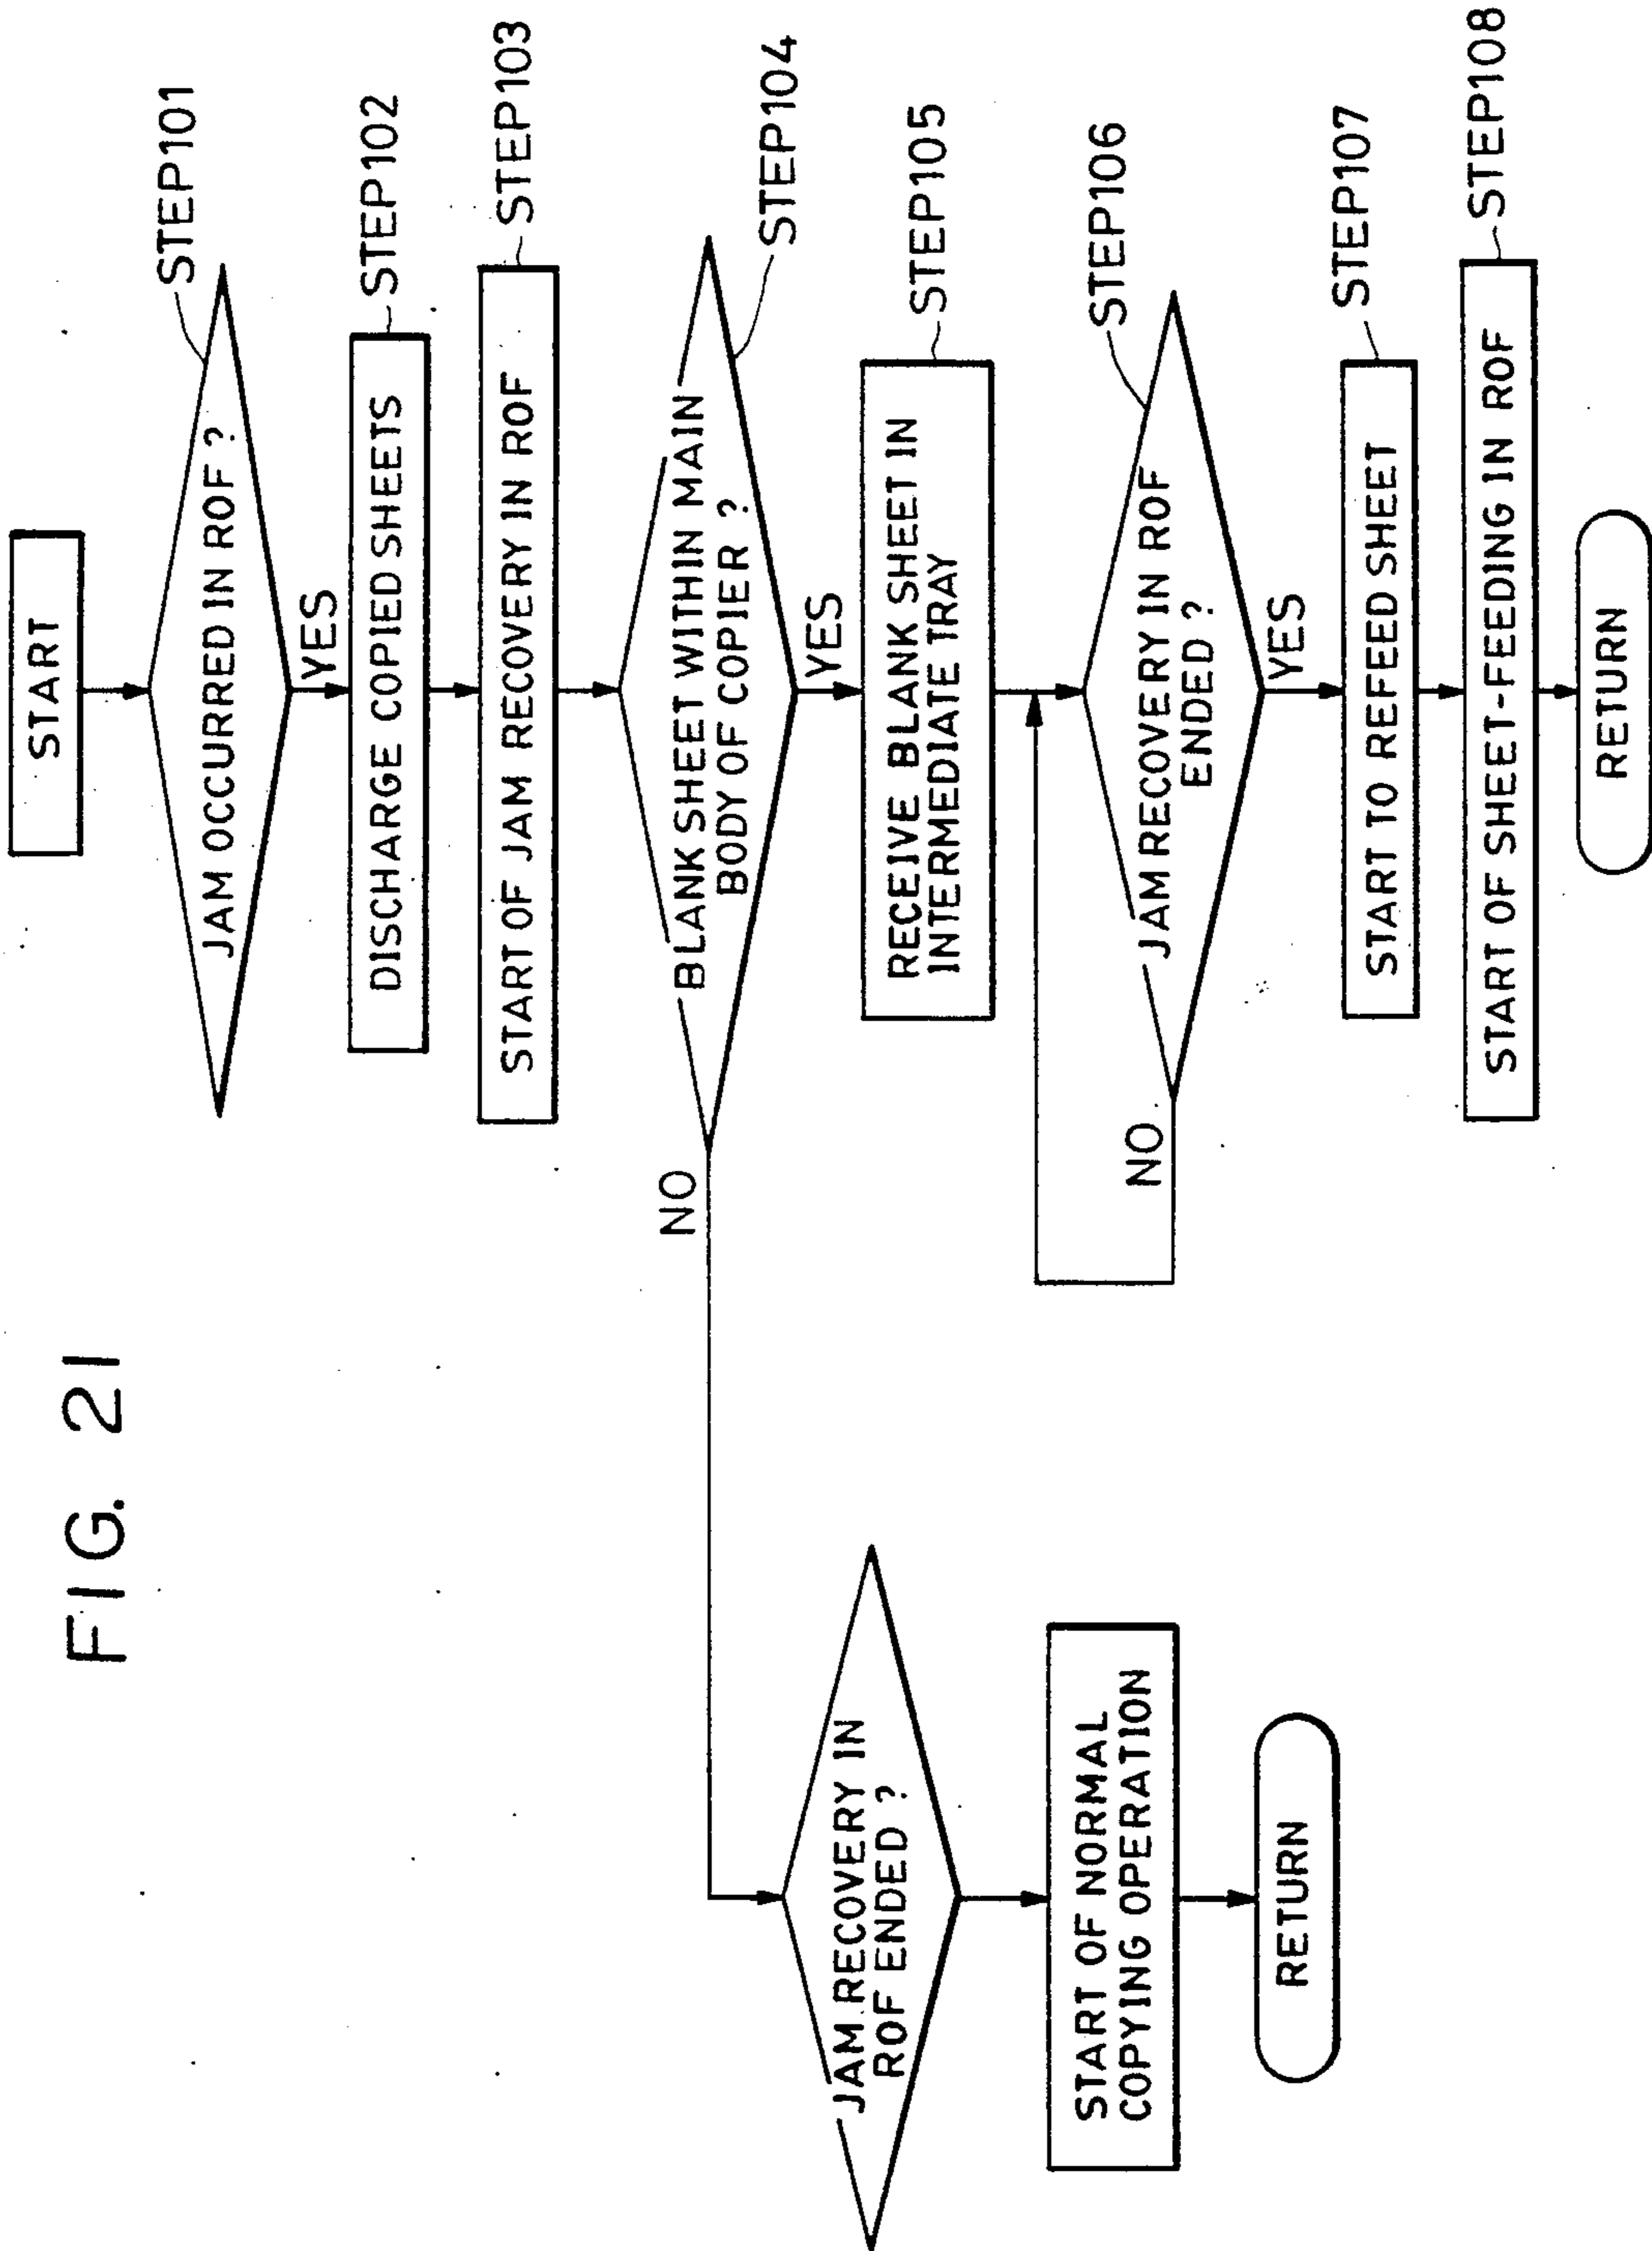 FIG. 21
START
JAM OCCURRED IN ROF ?
STEP101
YES
DISCHARGE COPIED SHEETS
STEP102
START OF JAM RECOVERY IN ROF
STEP103
BLANK SHEET WITHIN MAIN
BODY OF COPIER ?
STEP104
NO
YES
RECEIVE BLANK SHEET IN
INTERMEDIATE TRAY
STEP105
JAM RECOVERY IN ROF
ENDED ?
STEP106
NO
YES
START TO REFEED SHEET
STEP107
START OF SHEET-FEEDING IN ROF
STEP108
RETURN
JAM RECOVERY IN
ROF ENDED ?
START OF NORMAL
COPYING OPERATION
RETURN